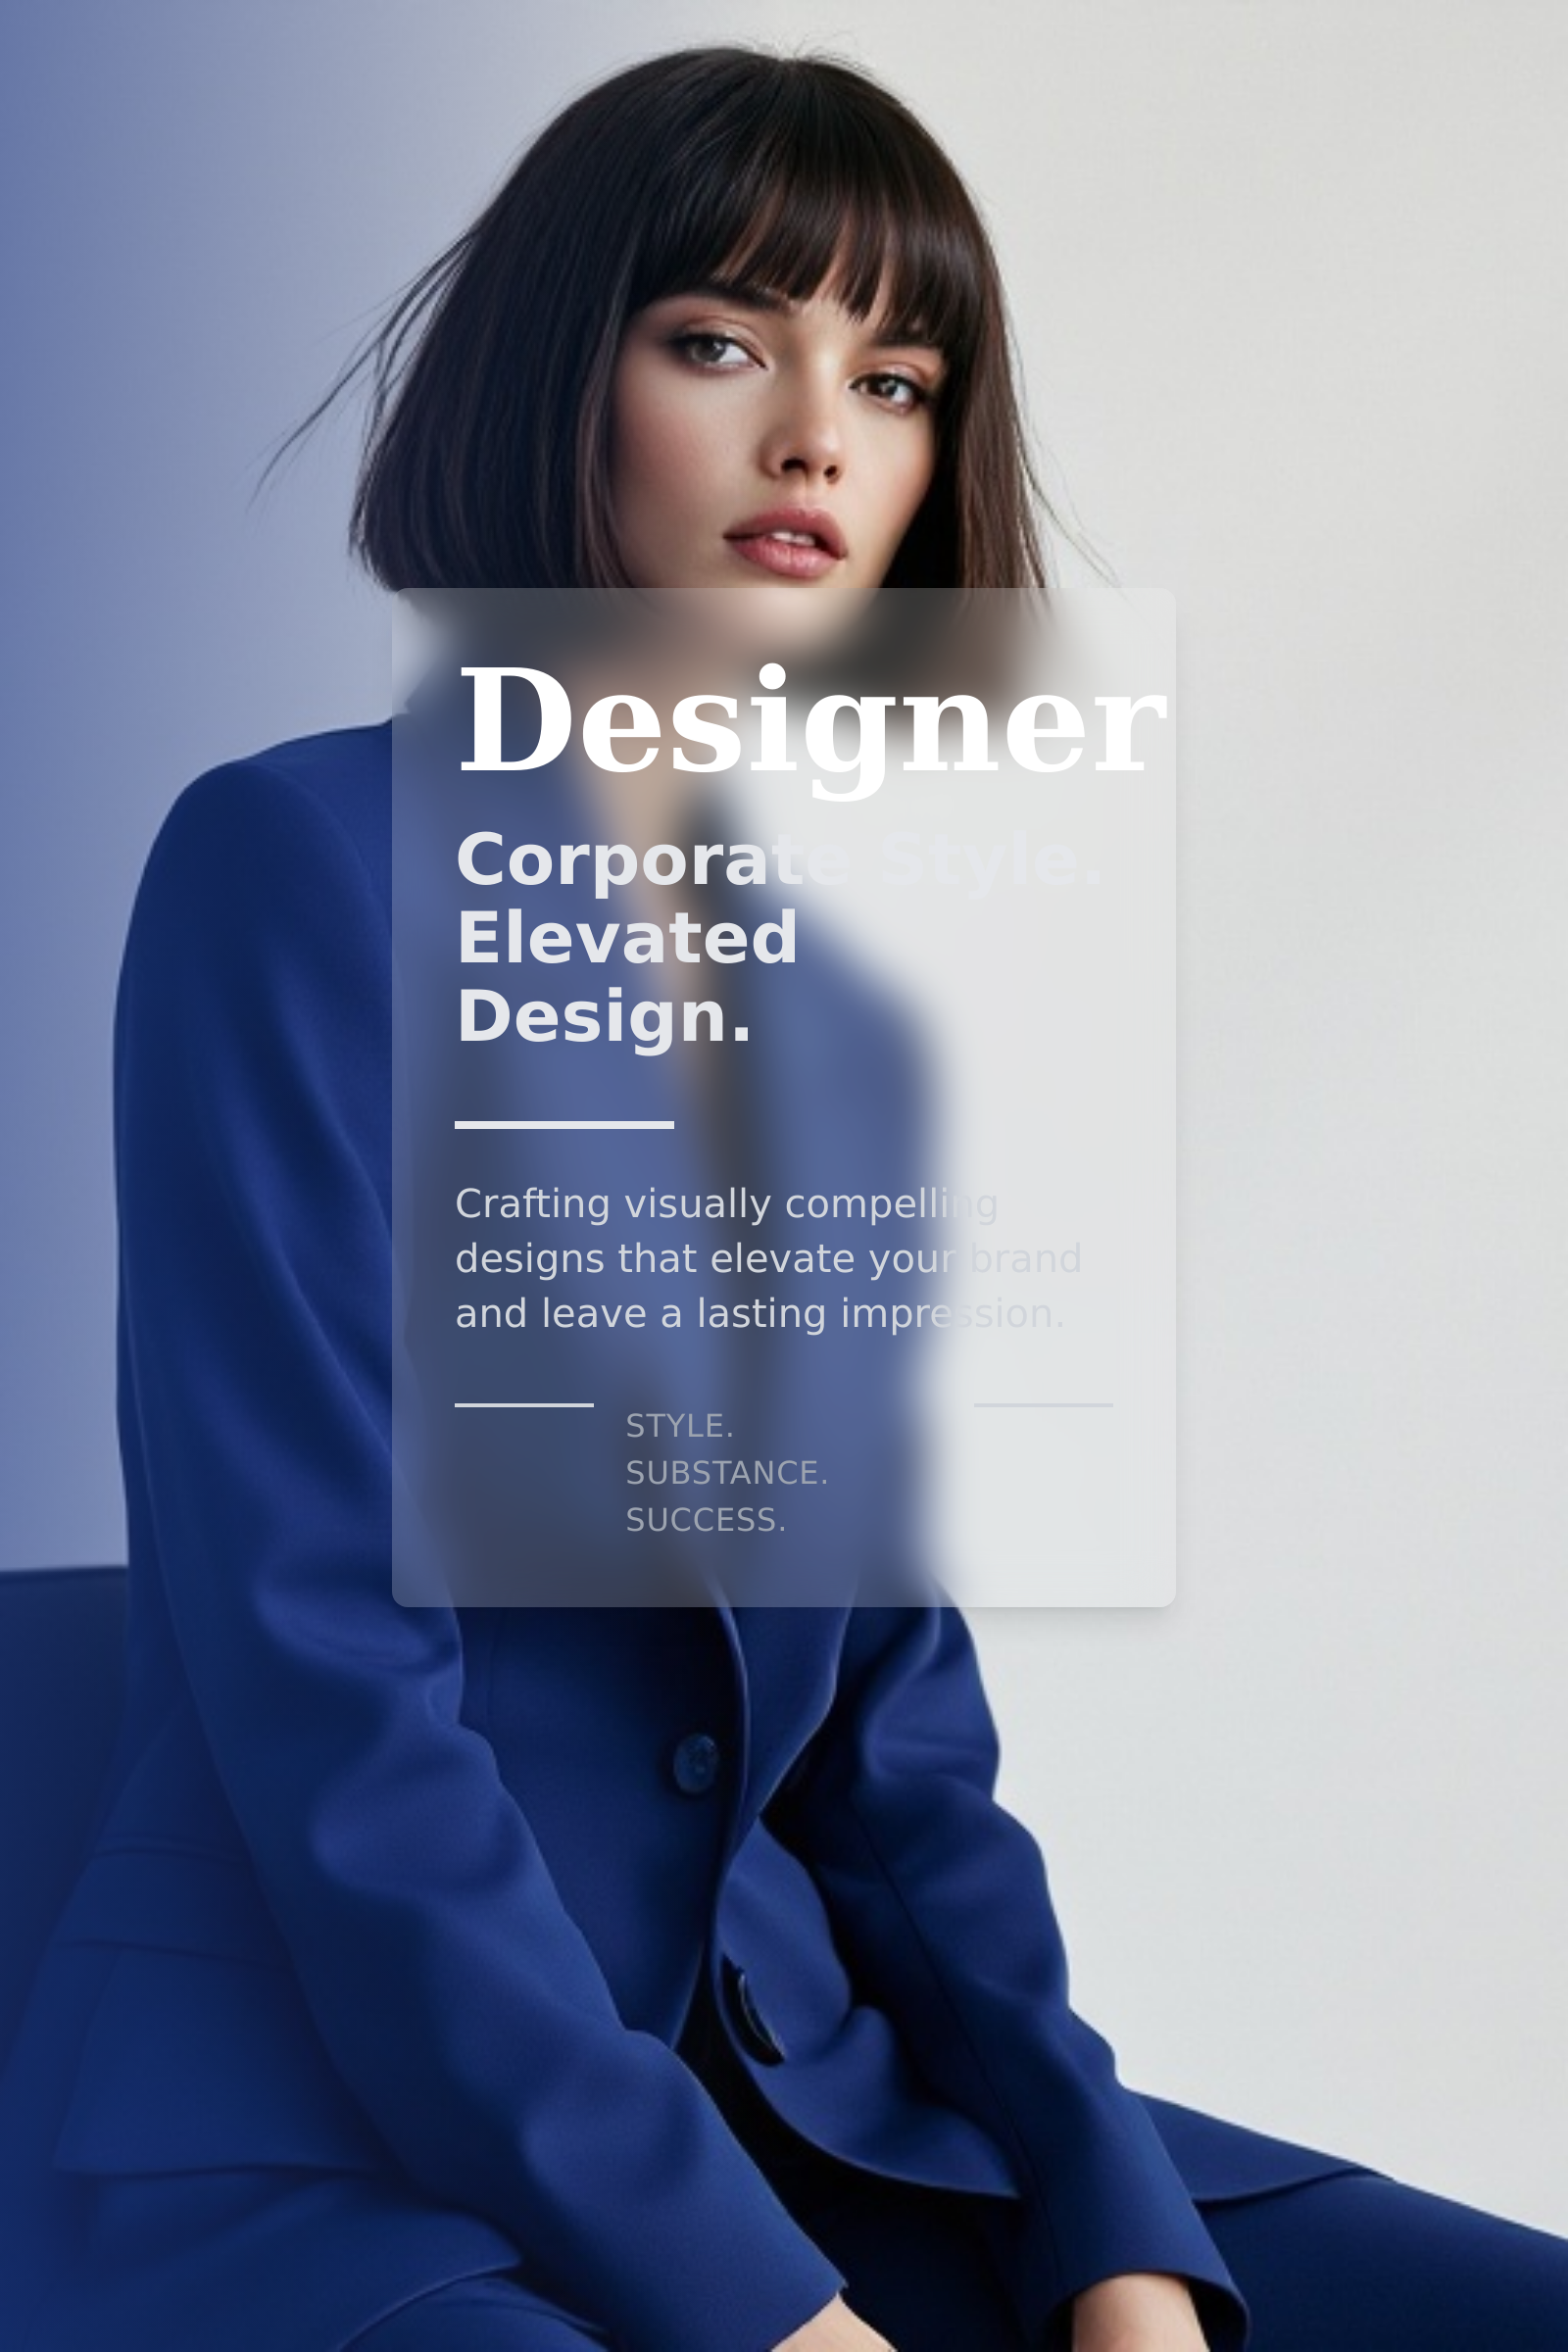 Designer
Corporate Style.
Elevated
Design.
Crafting visually compelling
designs that elevate your brand
and leave a lasting impression.
STYLE.
SUBSTANCE.
SUCCESS.